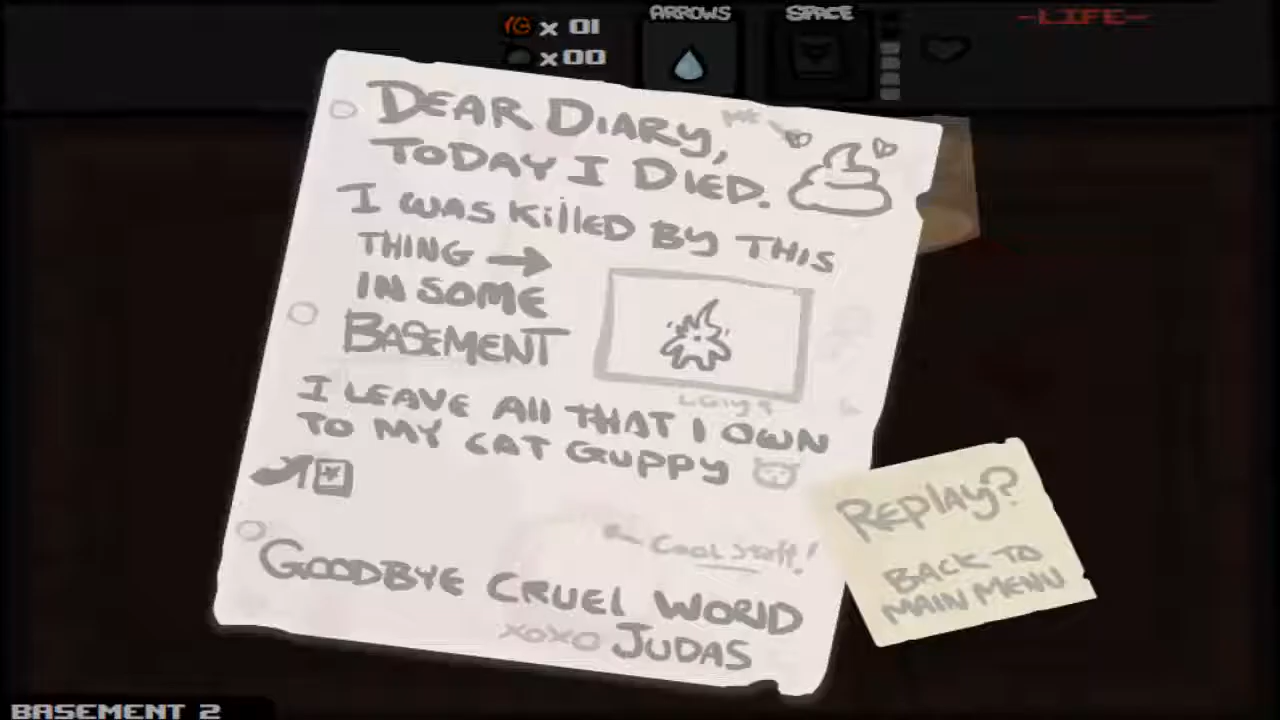 x 01
x00
ARROWS
SPACE
-LIFE-
DEAR DIARY,
TODAY I DIED.
ME
I WAS KILLED BY THIS
THING →
IN SOME
BASEMENT
I LEAVE All THAT I OWN
TO MY CAT GUPPY
COOL STUFF!
GOODBYE CRUEL WORLD
XOXO JUDAS
REPLAY?
BACK TO
MAIN MENU
BASEMENT 2